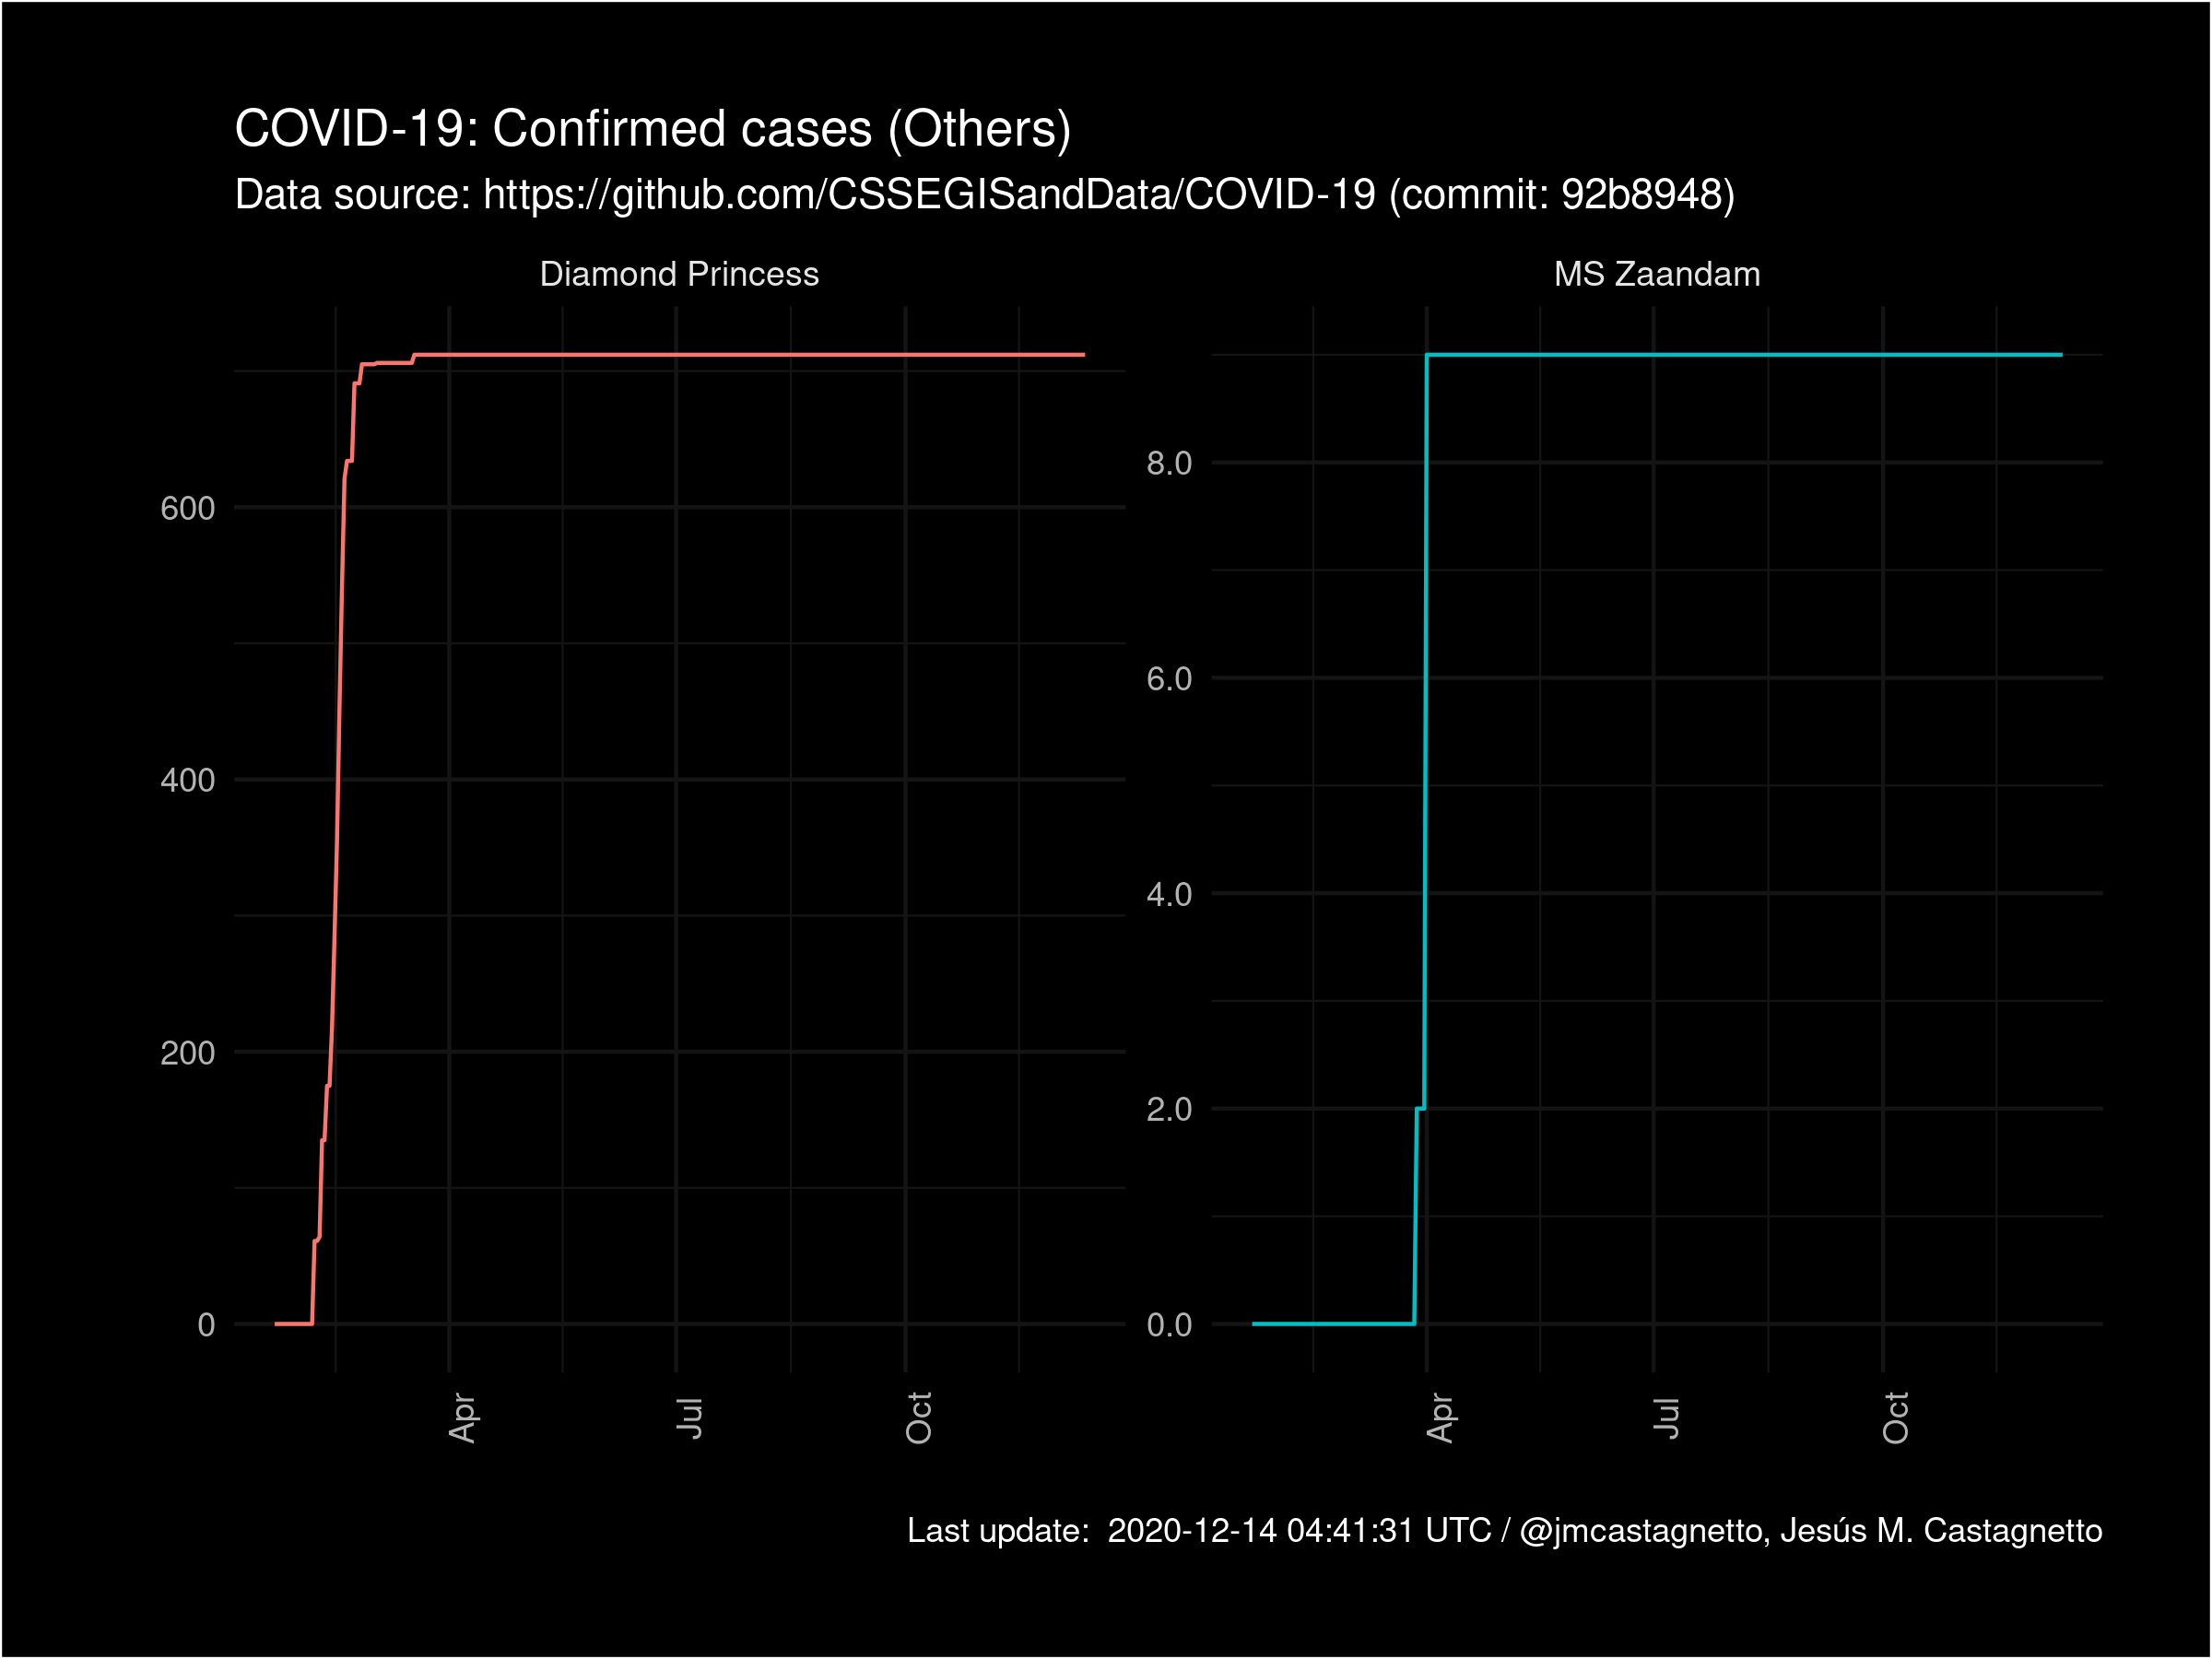 COVID-19: Confirmed cases (Others)
Data source: https://github.com/CSSEGISandData/COVID-19 (commit: 92b8948)
Diamond Princess
600
400
200
0
Apr
Jul
Oct
MS Zaandam
8.0
6.0
4.0
2.0
0.0
Apr
Jul
Oct
Last update:  2020-12-14 04:41:31 UTC / @jmcastagnetto, Jesús M. Castagnetto